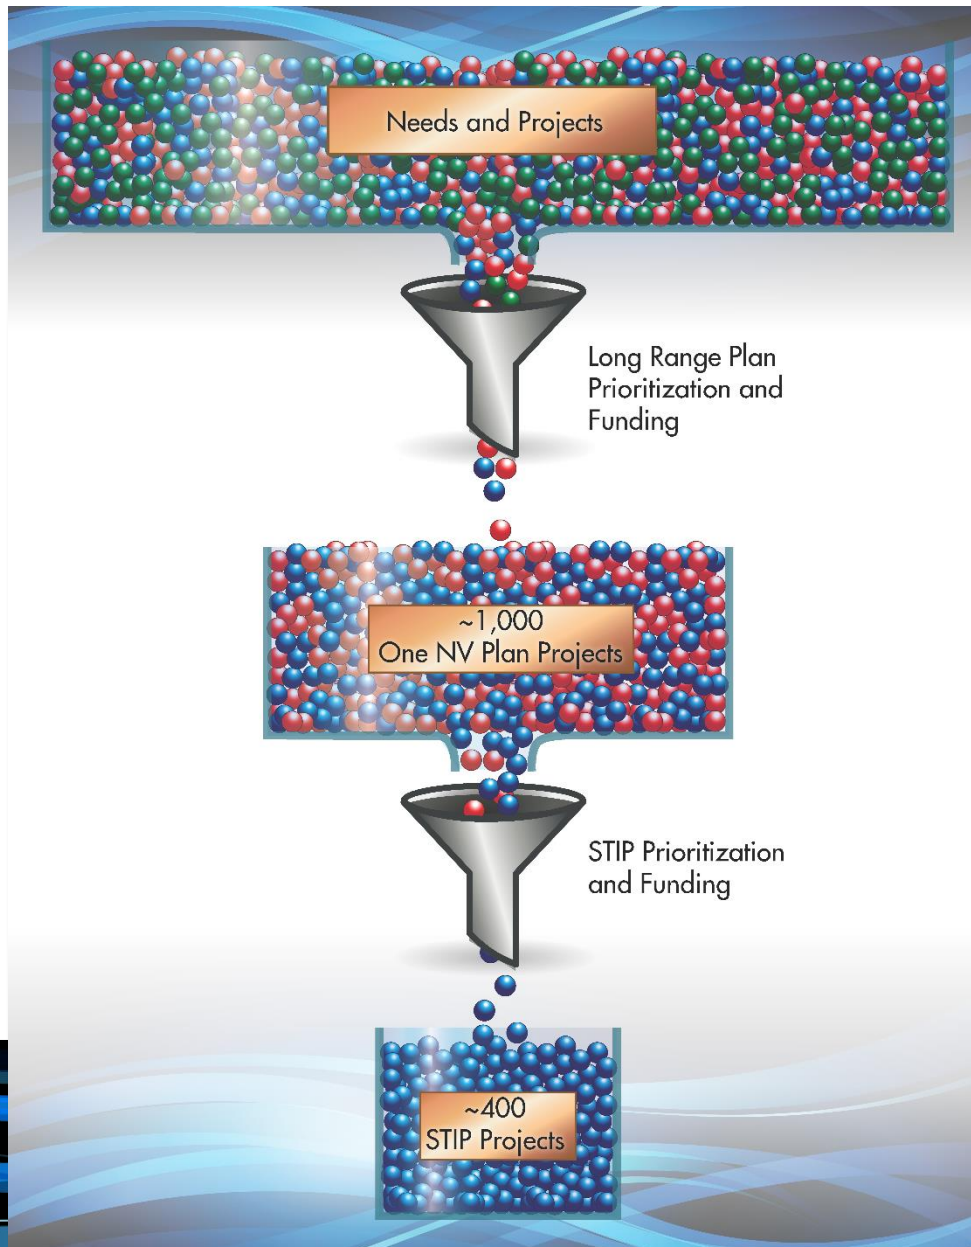 Needs and Projects
Long Range Plan
Prioritization and
Funding
~1,000
One NV Plan Projects
STIP Prioritization
and Funding
~400
STIP Projects